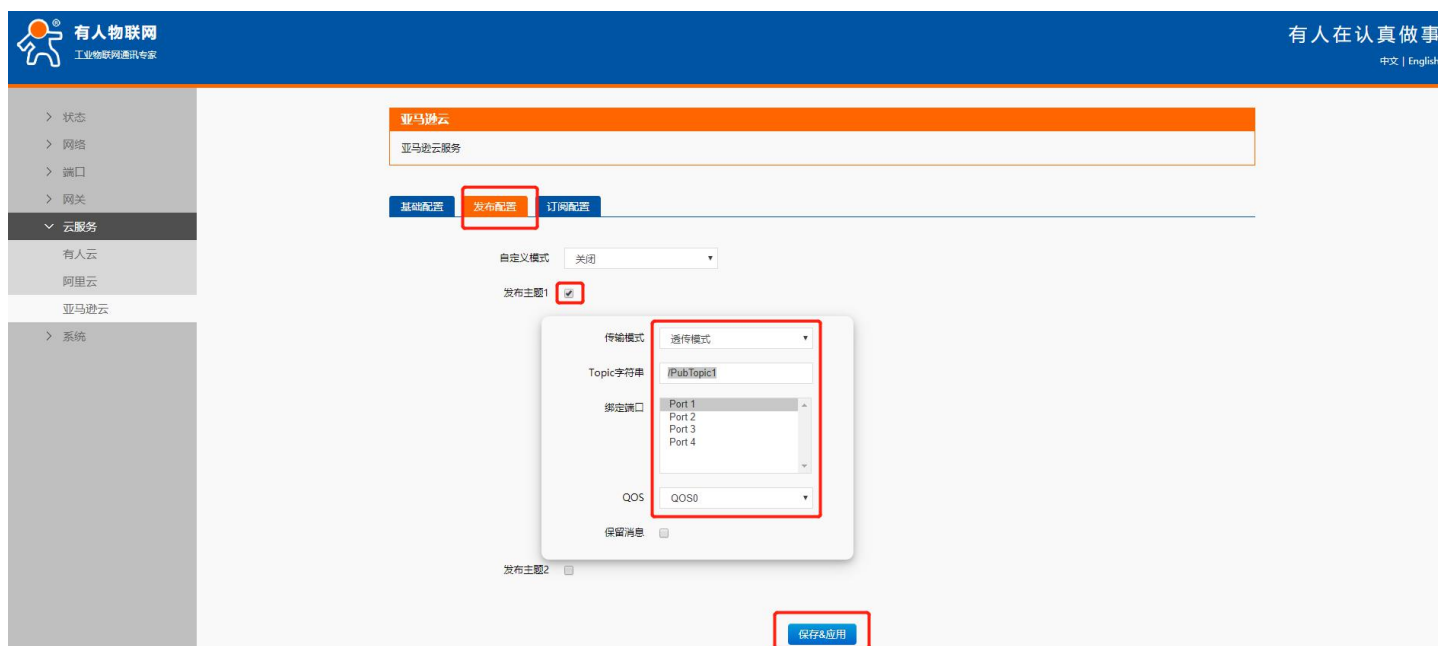 有人物联网
工业物联网通讯专家
有人在认真做事
中文 | English
状态
网络
端口
网关
云服务
有人云
阿里云
亚马逊云
系统
亚马逊云
亚马逊云服务
基础配置 发布配置 订阅配置
自定义模式 关闭
发布主题1
传输模式 透传模式
Topic字符串 /PubTopic1
绑定端口 Port 1
Port 2
Port 3
Port 4
QOS QOS0
保留消息
发布主题2
保存&应用